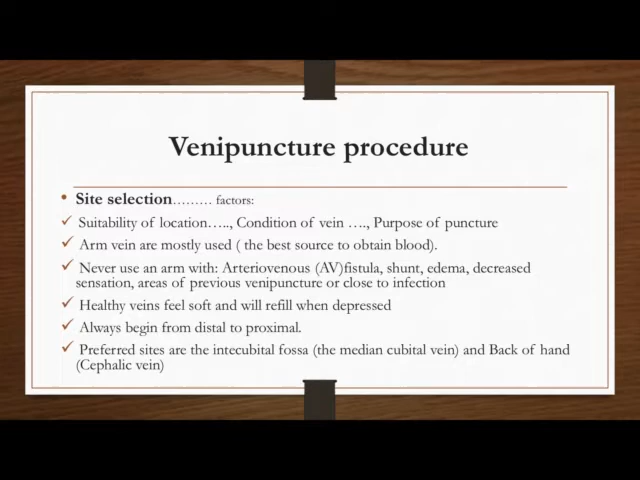 Venipuncture procedure
• Site selection……… factors:
✓ Suitability of location….., Condition of vein …., Purpose of puncture
✓ Arm vein are mostly used ( the best source to obtain blood).
✓ Never use an arm with: Arteriovenous (AV)fistula, shunt, edema, decreased
sensation, areas of previous venipuncture or close to infection
✓ Healthy veins feel soft and will refill when depressed
✓ Always begin from distal to proximal.
✓ Preferred sites are the intecubital fossa (the median cubital vein) and Back of hand
(Cephalic vein)